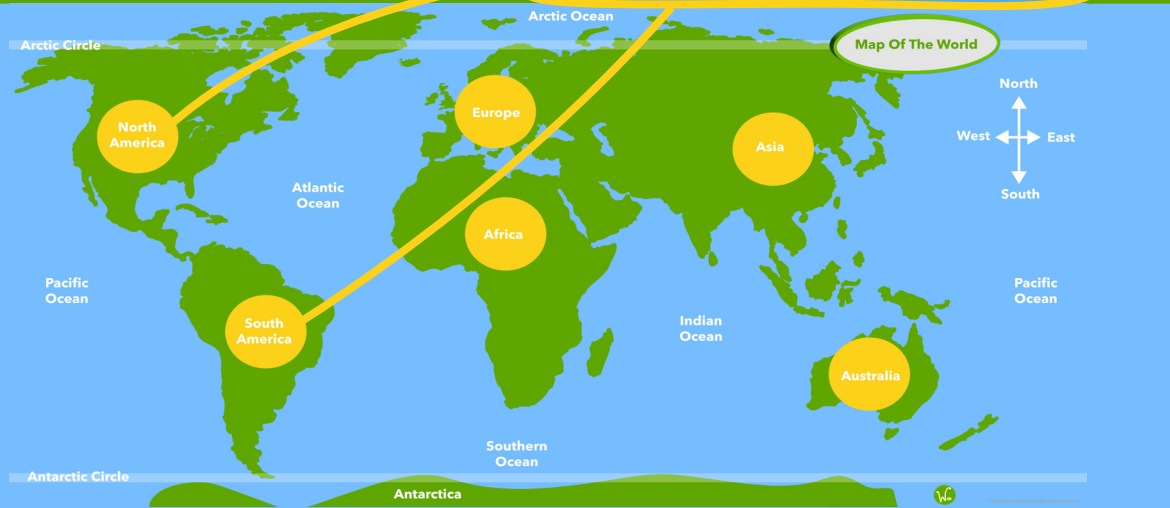 Arctic Ocean
Arctic Circle
Map Of The World
North
West
East
South
North
America
Europe
Asia
Atlantic
Ocean
Africa
Pacific
Ocean
Pacific
Ocean
South
America
Indian
Ocean
Australia
Southern
Ocean
Antarctic Circle
Antarctica